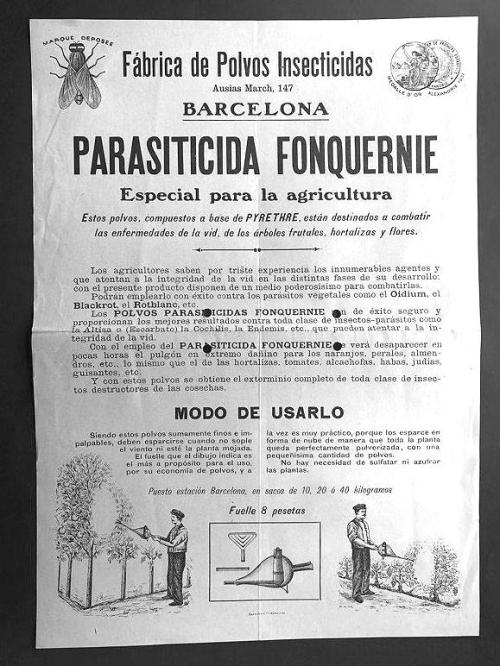 MARQUE DEPOSÉE
Fábrica de Polvos Insecticidas
Ausias March, 147
BARCELONA
MEDAILLE D'OR ALEXANDRIE
PARASITICIDA FONQUERNIE
Especial para la agricultura
Estos polvos, compuestos a base de PYRETHRE, están destinados a combatir
las enfermedades de la vid, de los árboles frutales, hortalizas y flores.
Los agricultores saben por triste experiencia los innumerables agentes y
que atentan a la integridad de la vid en las distintas fases de su desarrollo:
con el presente producto disponen de un medio poderosísimo para combatirlas.
Podrán emplearlo con éxito contra los parásitos vegetales como el Oidium, el
Blackrot, el Rotblanc, etc.
Los POLVOS PARASITICIDAS FONQUERNIE son de éxito seguro y
proporcionan los mejores resultados contra toda clase de insectos-parásitos como
la Altisa o (Escarbato) la Cochilis, la Endemis, etc., que pueden atentar a la in-
tegridad de la vid.
Con el empleo del PARASITICIDA FONQUERNIE se verá desaparecer en
pocas horas el pulgón en extremo dañino para los naranjos, perales, almen-
dros, etc., lo mismo que el de las hortalizas, tomates, alcachofas, habas, judías,
guisantes, etc.
Y con estos polvos se obtiene el exterminio completo de toda clase de insec-
tos destructores de las cosechas.
MODO DE USARLO
Siendo estos polvos sumamente finos e im-
palpables, deben esparcirse cuando no sople
el viento ni esté la planta mojada.
El fuelle que el dibujo indica es
el más a propósito para el uso,
por su economía de polvos, y a
la vez es muy práctico, porque los esparce en
forma de nube de manera que toda la planta
queda perfectamente pulverizada, con una
pequeñísima cantidad de polvos.
No hay necesidad de sulfatar ni azufrar
las plantas.
Puesto estación Barcelona, en sacos de 10, 20 ó 40 kilogramos
Fuelle 8 pesetas